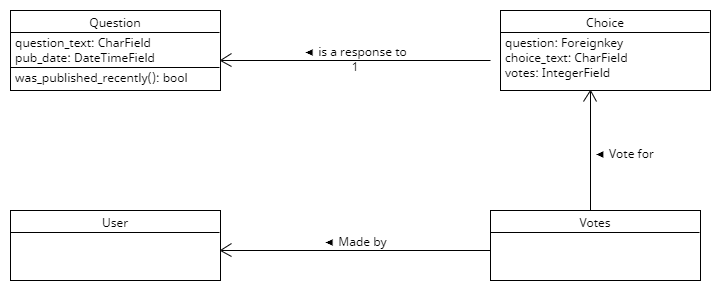 Question
question_text: CharField
pub_date: DateTimeField
was_published_recently(): bool
◄ is a response to
1
Choice
question: Foreignkey
choice_text: CharField
votes: IntegerField
◄ Vote for
User
◄ Made by
Votes